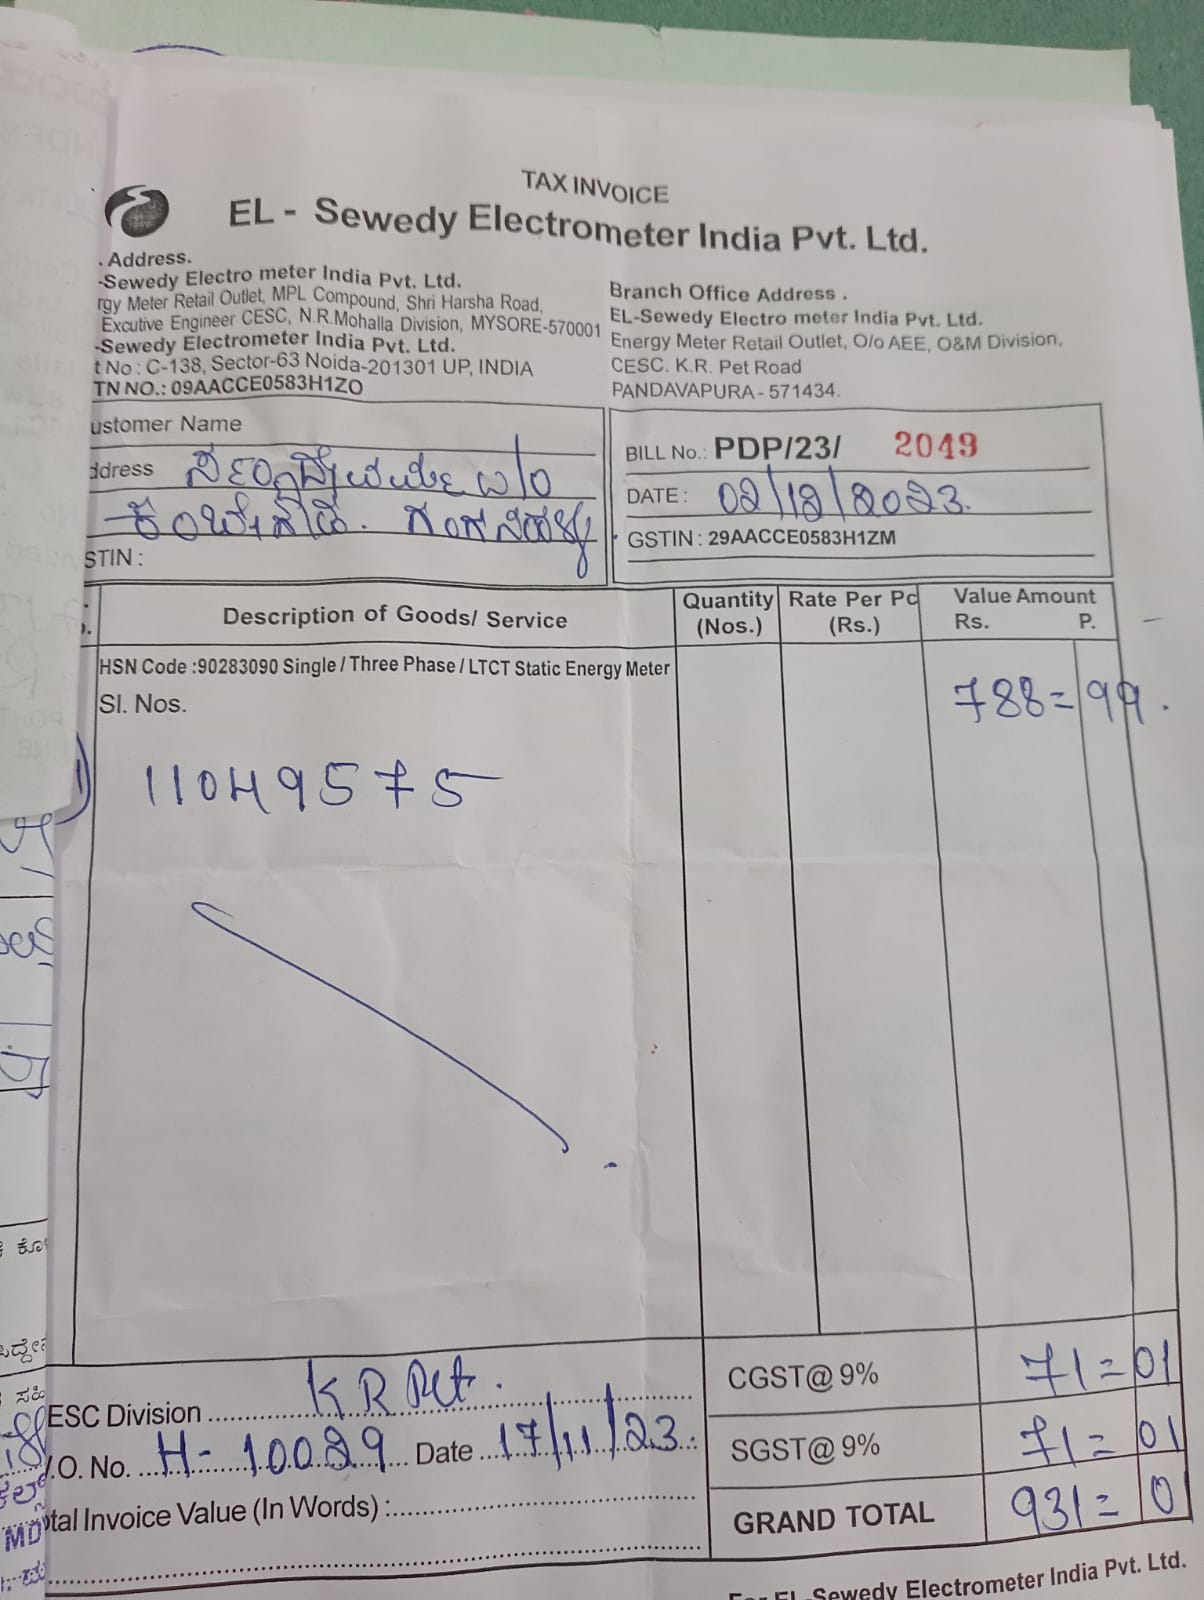 TAX INVOICE
EL - Sewedy Electrometer India Pvt. Ltd.
. Address.
-Sewedy Electro meter India Pvt. Ltd.
rgy Meter Retail Outlet, MPL Compound, Shri Harsha Road,
Excutive Engineer CESC, N.R.Mohalla Division, MYSORE-570001
-Sewedy Electrometer India Pvt. Ltd.
t No : C-138, Sector-63 Noida-201301 UP, INDIA
TN NO.: 09AACCE0583H1ZO
Branch Office Address .
EL-Sewedy Electro meter India Pvt. Ltd.
Energy Meter Retail Outlet, O/o AEE, O&M Division,
CESC. K.R. Pet Road
PANDAVAPURA - 571434.
ustomer Name
ddress
STIN :
BILL No.: PDP/23/ 2049
DATE : 02/12/2023.
GSTIN : 29AACCE0583H1ZM
Description of Goods/ Service
Quantity (Nos.)
Rate Per Pc (Rs.)
Value Amount
Rs. P.
HSN Code :90283090 Single / Three Phase / LTCT Static Energy Meter
788=99.
Sl. Nos.
1) 11049575
CGST@ 9% 71=01
ESC Division K R Pet.
SGST@ 9% 71=01
.O. No. H-10029 Date 17/11/23.
GRAND TOTAL 931=01
tal Invoice Value (In Words) :
EL-Sewedy Electrometer India Pvt. Ltd.